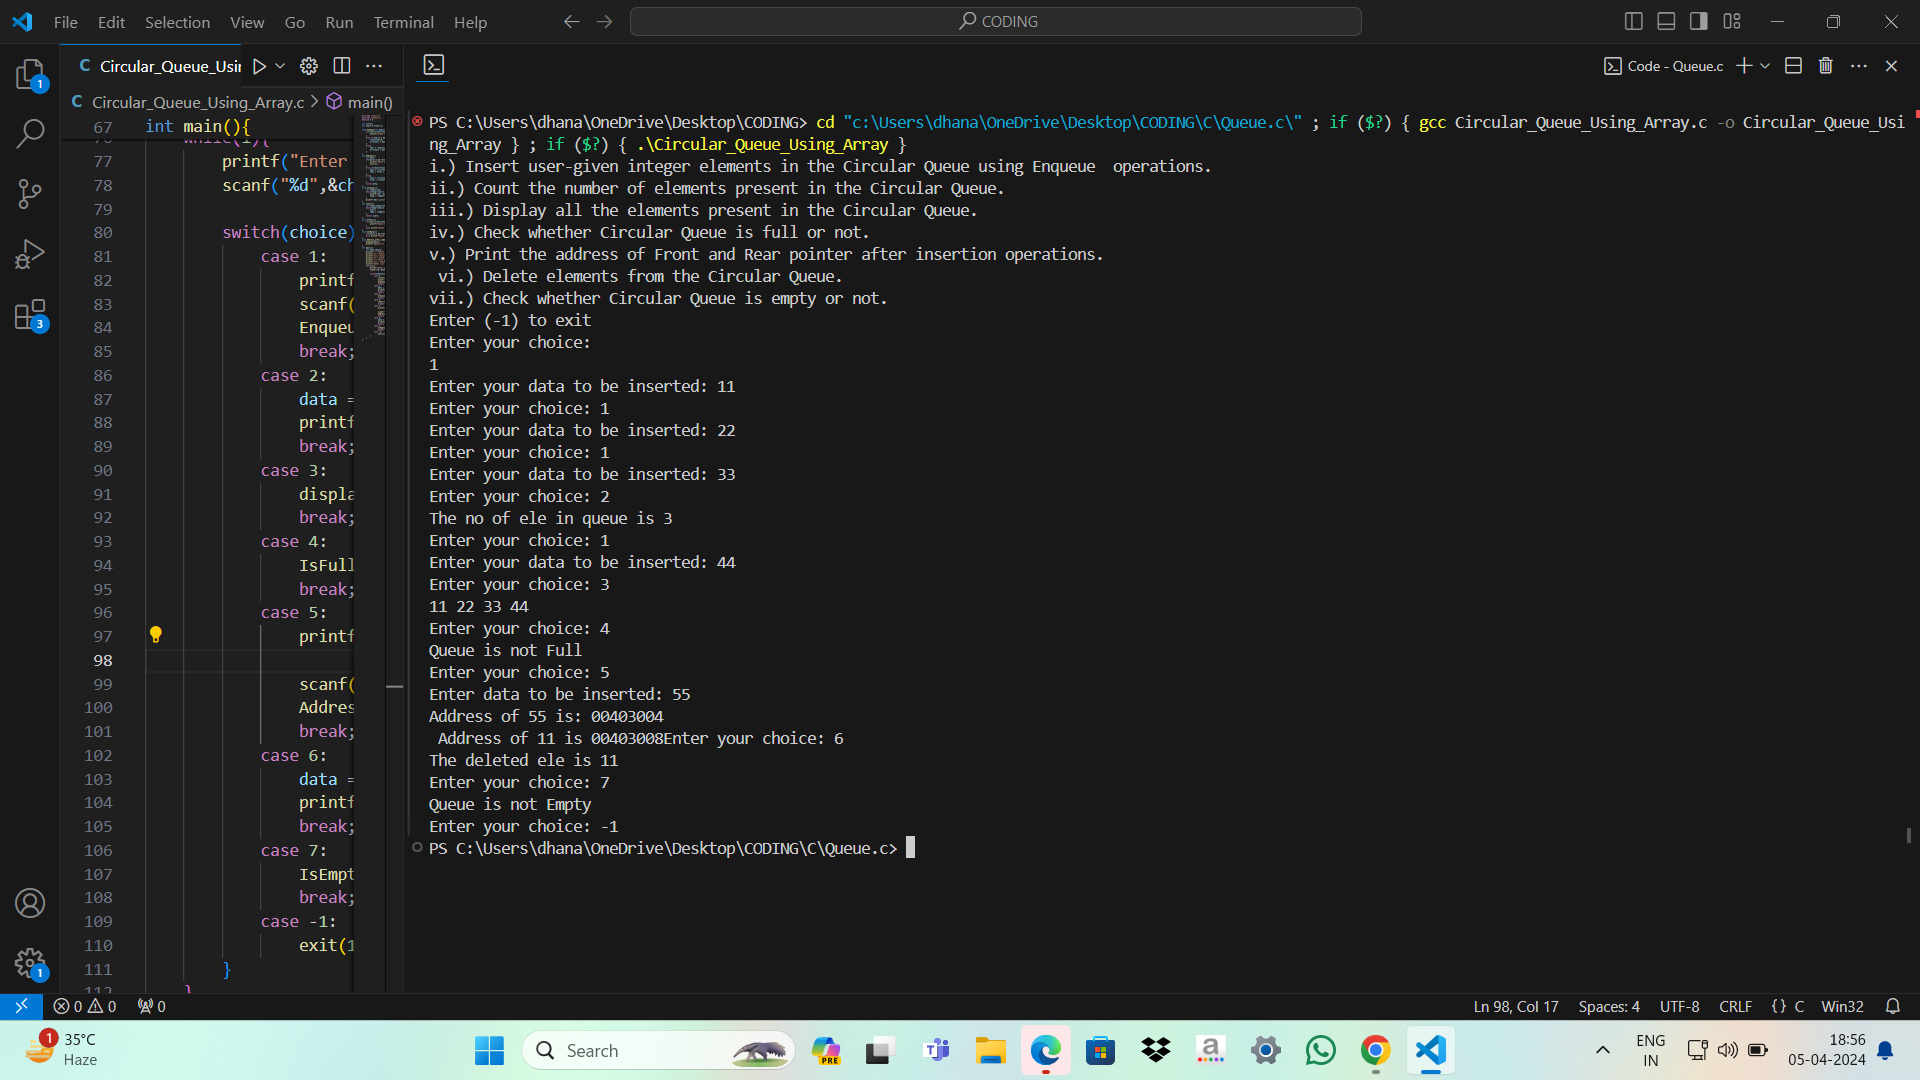 File Edit Selection View Go Run Terminal Help
CODING
C Circular_Queue_Usin
Code - Queue.c
C Circular_Queue_Using_Array.c > main()
67 int main(){
while(1){
77 printf("Enter
78 scanf("%d",&ch
79
80 switch(choice)
81 case 1:
82 printf
83 scanf(
84 Enqueu
85 break;
86 case 2:
87 data =
88 printf
89 break;
90 case 3:
91 displa
92 break;
93 case 4:
94 IsFull
95 break;
96 case 5:
97 printf
98
99 scanf(
100 Addres
101 break;
102 case 6:
103 data =
104 printf
105 break;
106 case 7:
107 IsEmpt
108 break;
109 case -1:
110 exit(1
111 }
112 }
PS C:\Users\dhana\OneDrive\Desktop\CODING> cd "c:\Users\dhana\OneDrive\Desktop\CODING\C\Queue.c\" ; if ($?) { gcc Circular_Queue_Using_Array.c -o Circular_Queue_Usi
ng_Array } ; if ($?) { .\Circular_Queue_Using_Array }
i.) Insert user-given integer elements in the Circular Queue using Enqueue  operations.
ii.) Count the number of elements present in the Circular Queue.
iii.) Display all the elements present in the Circular Queue.
iv.) Check whether Circular Queue is full or not.
v.) Print the address of Front and Rear pointer after insertion operations.
vi.) Delete elements from the Circular Queue.
vii.) Check whether Circular Queue is empty or not.
Enter (-1) to exit
Enter your choice:
1
Enter your data to be inserted: 11
Enter your choice: 1
Enter your data to be inserted: 22
Enter your choice: 1
Enter your data to be inserted: 33
Enter your choice: 2
The no of ele in queue is 3
Enter your choice: 1
Enter your data to be inserted: 44
Enter your choice: 3
11 22 33 44
Enter your choice: 4
Queue is not Full
Enter your choice: 5
Enter data to be inserted: 55
Address of 55 is: 00403004
Address of 11 is 00403008Enter your choice: 6
The deleted ele is 11
Enter your choice: 7
Queue is not Empty
Enter your choice: -1
PS C:\Users\dhana\OneDrive\Desktop\CODING\C\Queue.c>
1
3
1
0 0 0
Ln 98, Col 17 Spaces: 4 UTF-8 CRLF {} C Win32
1 35°C
Haze
Search
PRE
ENG
IN
18:56
05-04-2024